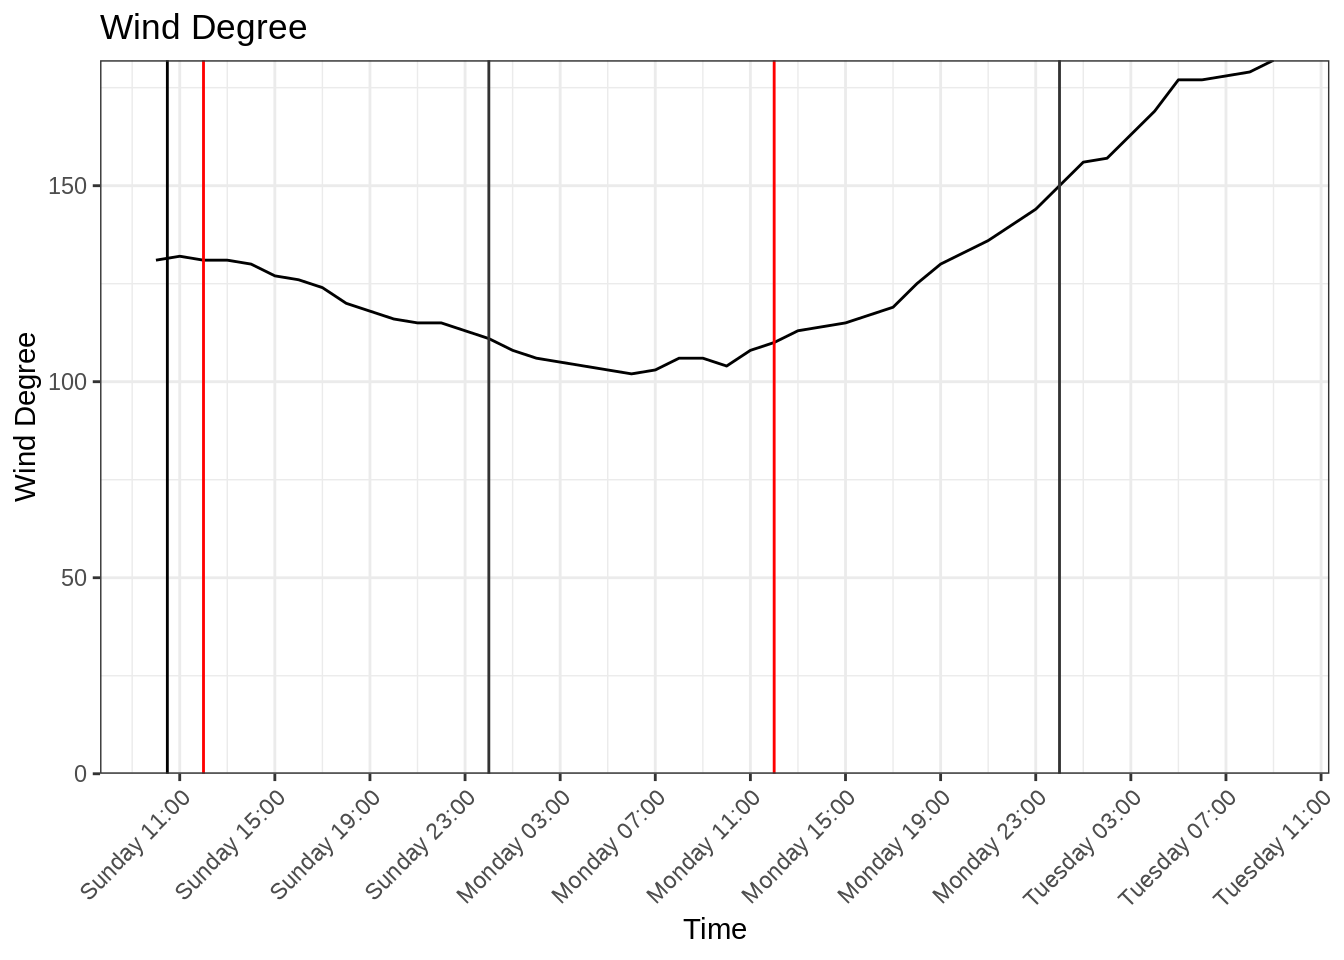 Wind Degree
Wind Degree
150
100
50
0
Sunday 11:00
Sunday 15:00
Sunday 19:00
Sunday 23:00
Monday 03:00
Monday 07:00
Monday 11:00
Monday 15:00
Monday 19:00
Monday 23:00
Tuesday 03:00
Tuesday 07:00
Tuesday 11:00
Time